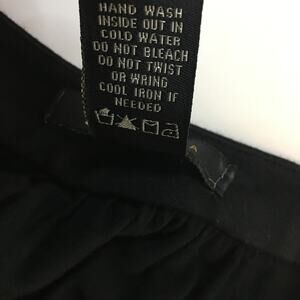 HAND WASH
INSIDE OUT IN
COLD WATER
DO NOT BLEACH
DO NOT TWIST
OR WRING
COOL IRON IF
NEEDED